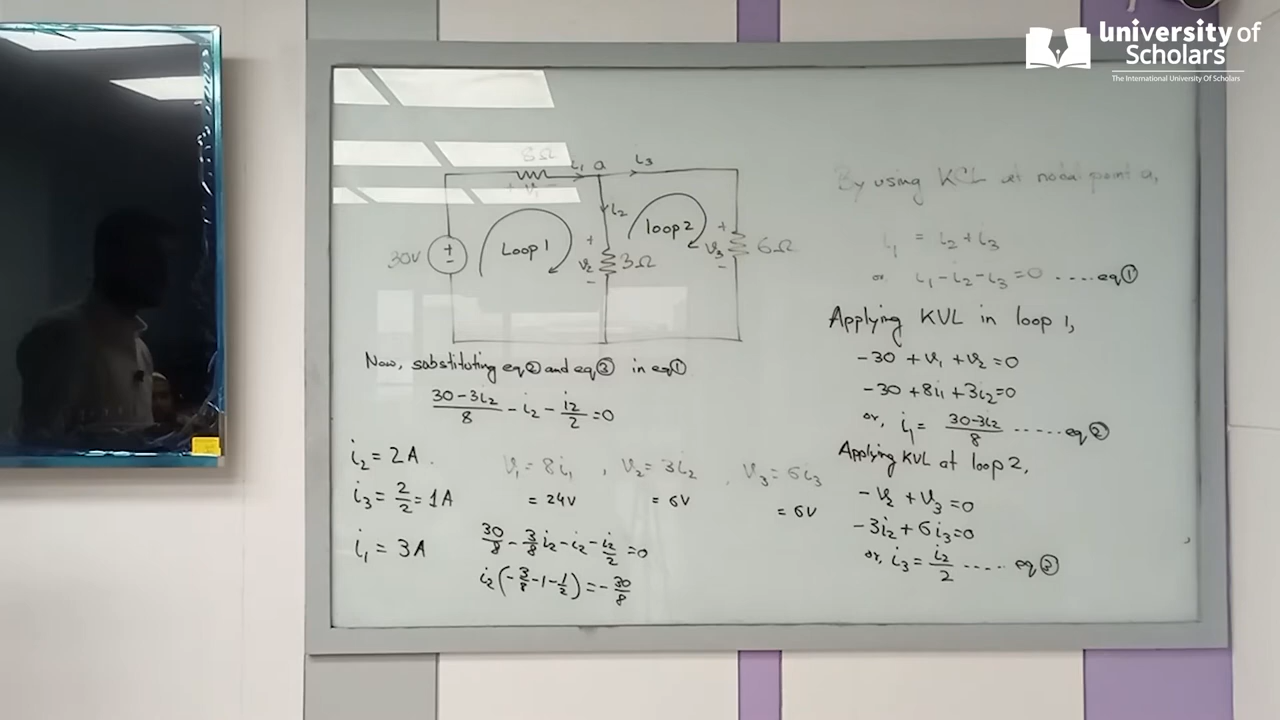 University of
Scholars
The International University Of Scholars
8Ω i₁ a i₃
+ v₁ -
i₂
30V + - Loop 1 + v₂ - 3Ω loop 2 + v₃ - 6Ω
Now, substituting eq② and eq③ in eq①
(30-3i₂)/8 - i₂ - i₂/2 = 0
i₂ = 2A.
i₃ = 2/2 = 1A
i₁ = 3A
v₁ = 8i₁ , v₂ = 3i₂ , v₃ = 6i₃
= 24V = 6V = 6V
30/8 - 3/8 i₂ - i₂ - i₂/2 = 0
i₂(-3/8 - 1 - 1/2) = -30/8
By using KCL at nodal point a,
i₁ = i₂ + i₃
or i₁ - i₂ - i₃ = 0 .....eq①
Applying KVL in loop 1,
-30 + v₁ + v₂ = 0
-30 + 8i₁ + 3i₂ = 0
or, i₁ = (30-3i₂)/8 ......eq②
Applying KVL at loop 2,
-v₂ + v₃ = 0
-3i₂ + 6i₃ = 0
or, i₃ = i₂/2 ..... eq③